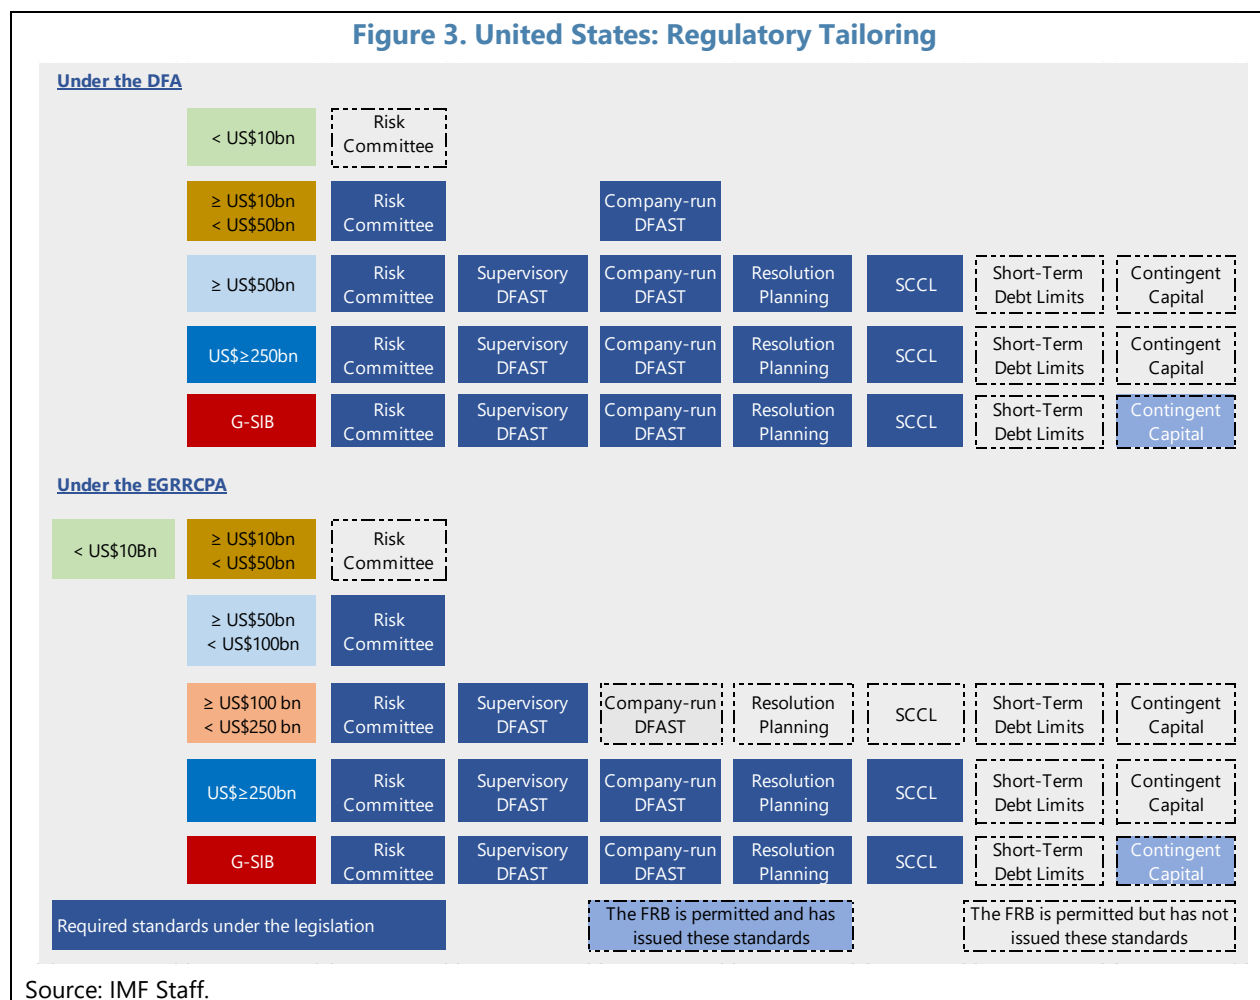 Figure 3. United States: Regulatory Tailoring
Under the DFA
< US$10bn
Risk
Committee
≥ US$10bn
< US$50bn
Risk
Committee
Company-run
DFAST
≥ US$50bn
Risk
Committee
Supervisory
DFAST
Company-run
DFAST
Resolution
Planning
SCCL
Short-Term
Debt Limits
Contingent
Capital
US$≥250bn
Risk
Committee
Supervisory
DFAST
Company-run
DFAST
Resolution
Planning
SCCL
Short-Term
Debt Limits
Contingent
Capital
G-SIB
Risk
Committee
Supervisory
DFAST
Company-run
DFAST
Resolution
Planning
SCCL
Short-Term
Debt Limits
Contingent
Capital
Under the EGRRCPA
< US$10Bn
≥ US$10bn
< US$50bn
Risk
Committee
≥ US$50bn
< US$100bn
Risk
Committee
≥ US$100 bn
< US$250 bn
Risk
Committee
Supervisory
DFAST
Company-run
DFAST
Resolution
Planning
SCCL
Short-Term
Debt Limits
Contingent
Capital
US$≥250bn
Risk
Committee
Supervisory
DFAST
Company-run
DFAST
Resolution
Planning
SCCL
Short-Term
Debt Limits
Contingent
Capital
G-SIB
Risk
Committee
Supervisory
DFAST
Company-run
DFAST
Resolution
Planning
SCCL
Short-Term
Debt Limits
Contingent
Capital
Required standards under the legislation
The FRB is permitted and has
issued these standards
The FRB is permitted but has not
issued these standards
Source: IMF Staff.